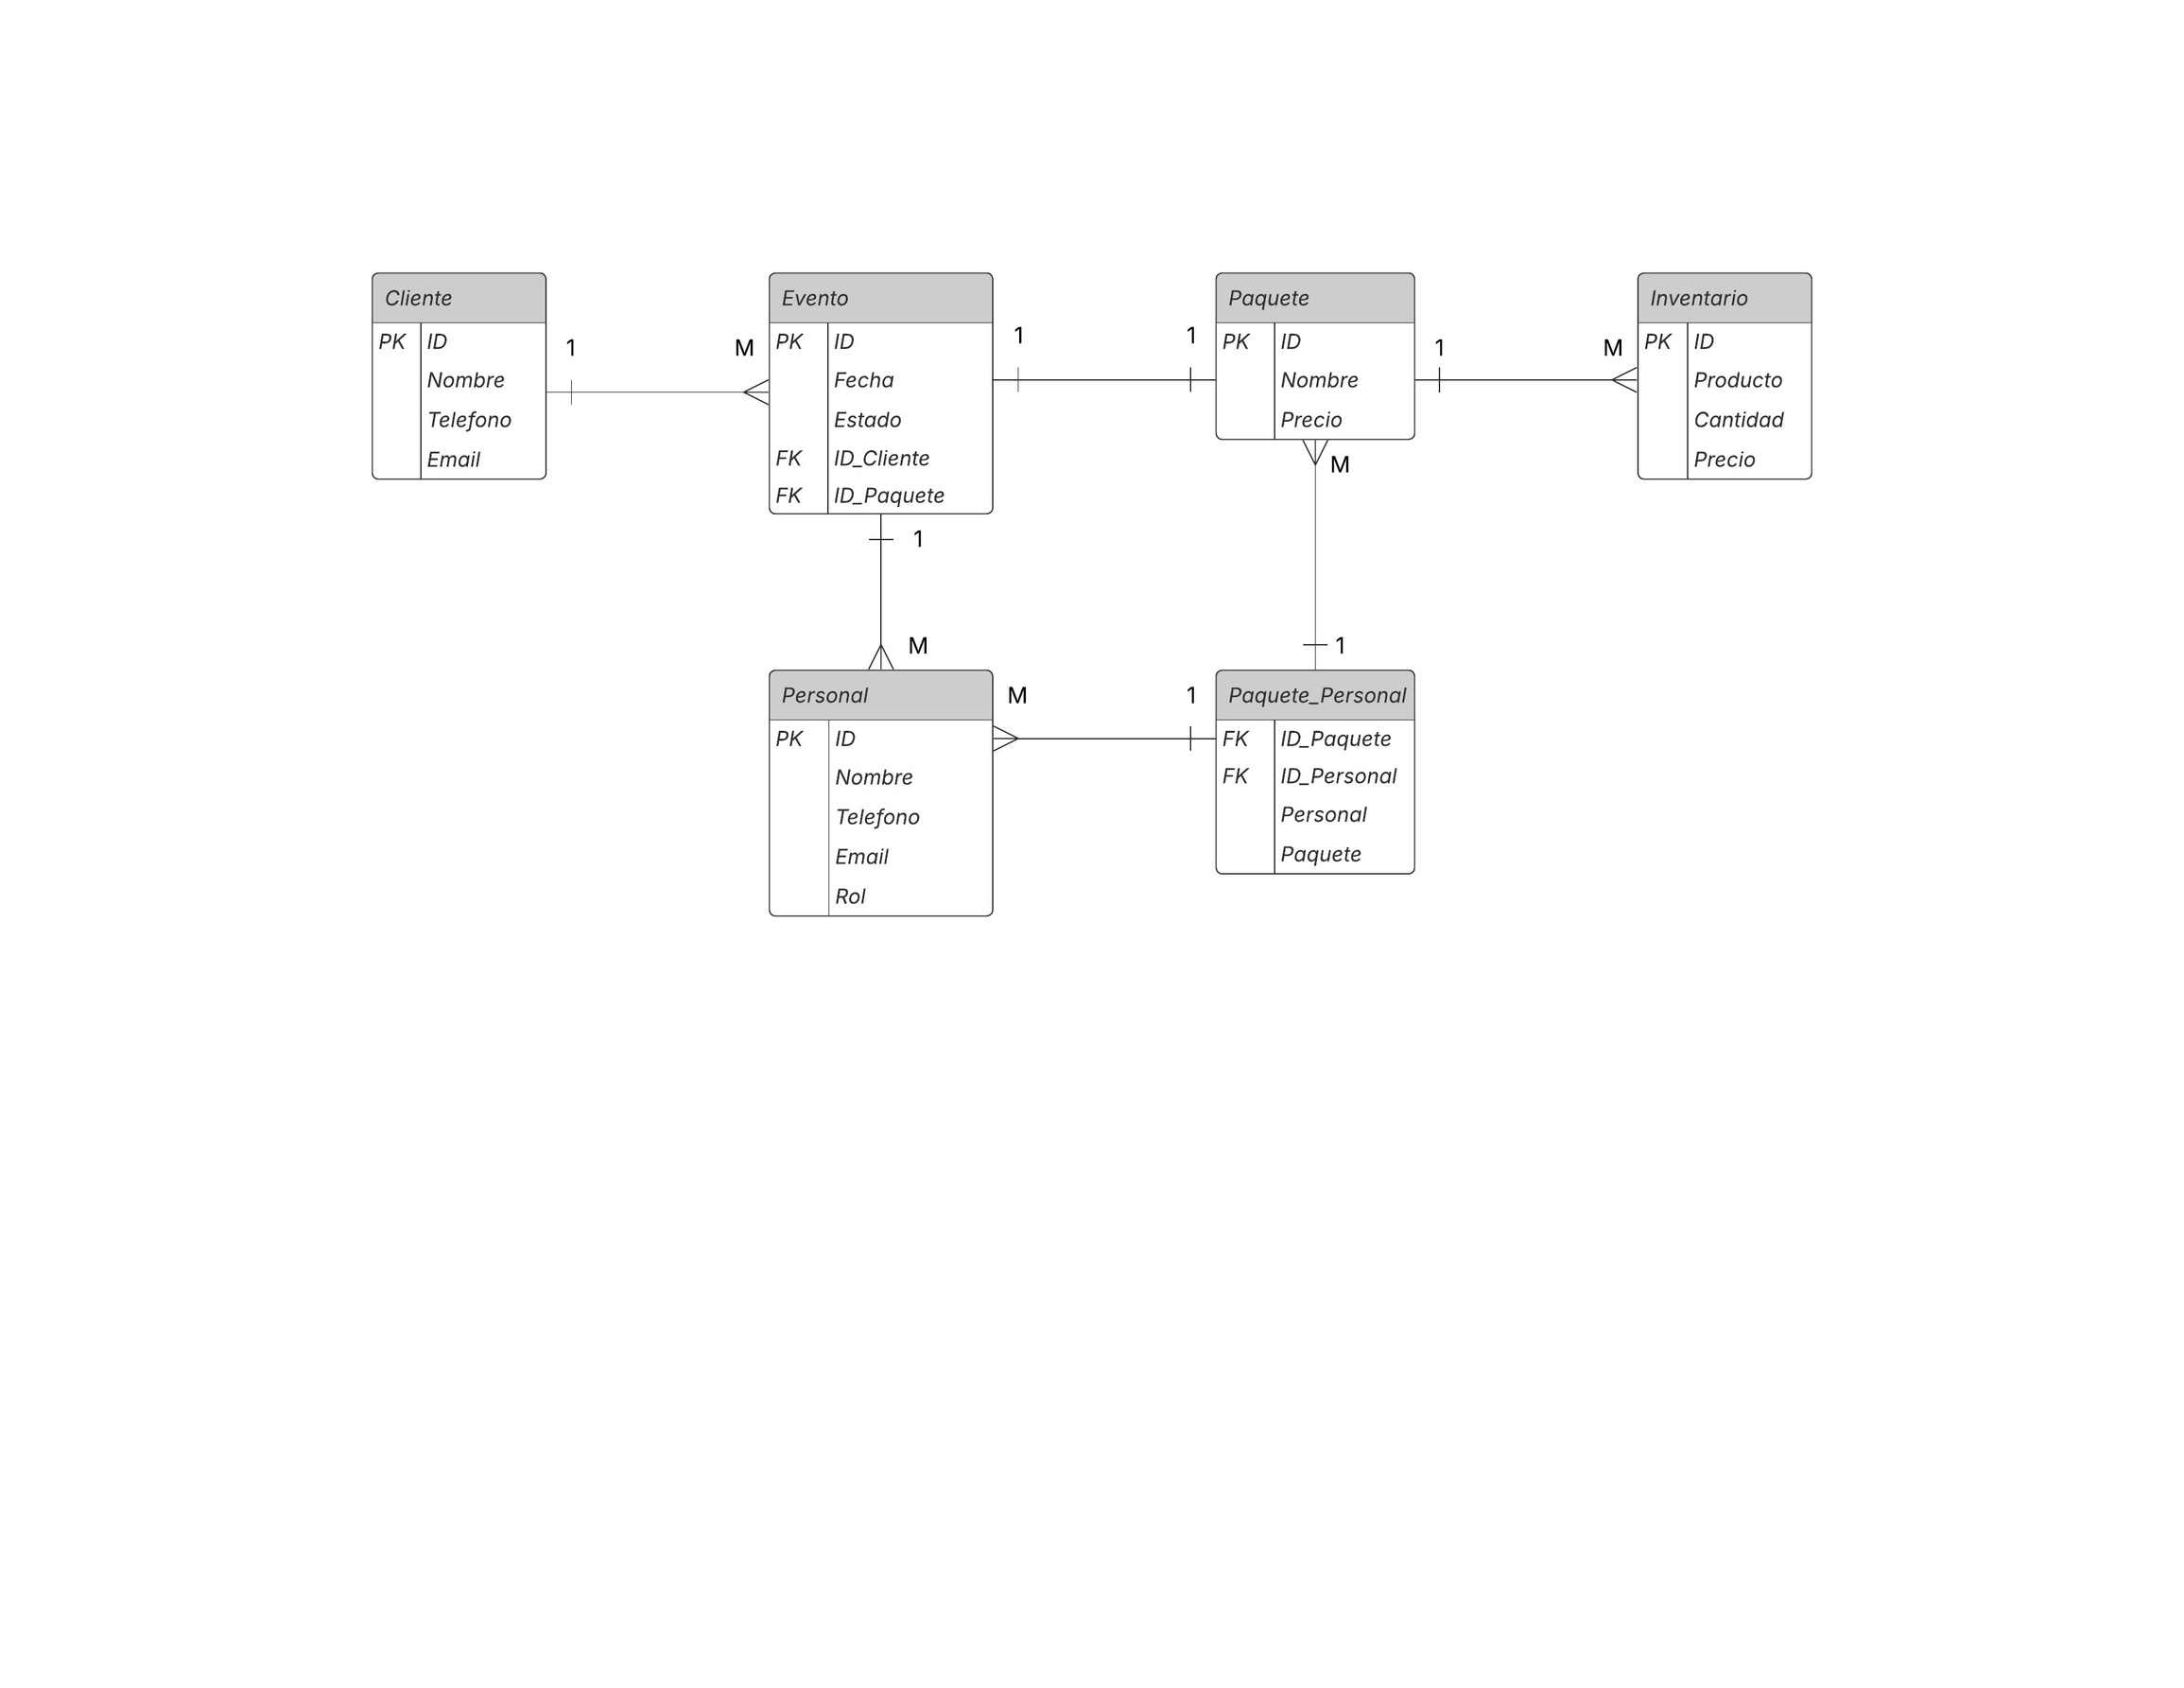 Cliente
PK ID
Nombre
Telefono
Email
1 M
Evento
PK ID
Fecha
Estado
FK ID_Cliente
FK ID_Paquete
1 1
Paquete
PK ID
Nombre
Precio
1 M
Inventario
PK ID
Producto
Cantidad
Precio
1
M
M
1
Personal
PK ID
Nombre
Telefono
Email
Rol
M 1
Paquete_Personal
FK ID_Paquete
FK ID_Personal
Personal
Paquete